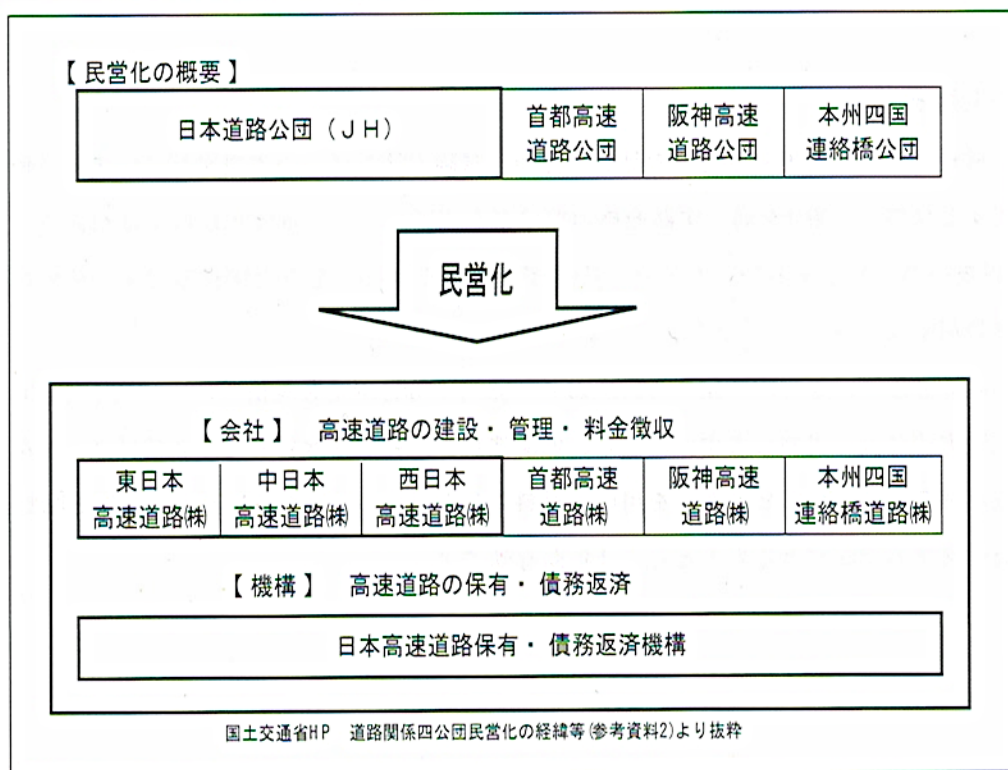 【 民営化の概要 】
日本道路公団（ＪＨ）
首都高速
道路公団
阪神高速
道路公団
本州四国
連絡橋公団
民営化
【 会社 】　高速道路の建設・管理・料金徴収
東日本
高速道路㈱
中日本
高速道路㈱
西日本
高速道路㈱
首都高速
道路㈱
阪神高速
道路㈱
本州四国
連絡橋道路㈱
【 機構 】　高速道路の保有・債務返済
日本高速道路保有・債務返済機構
国土交通省HP　道路関係四公団民営化の経緯等(参考資料2)より抜粋